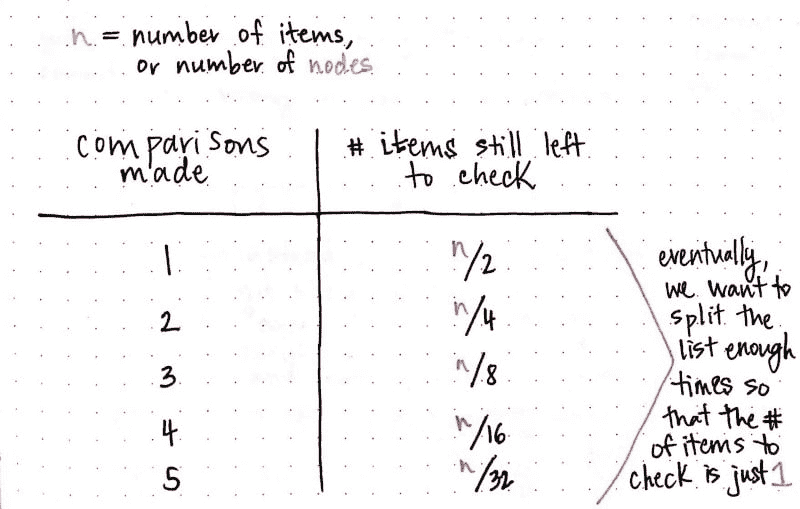 n = number of items,
or number of nodes
comparisons made
# items still left to check
1 n/2
2 n/4
3 n/8
4 n/16
5 n/32
eventually,
we want to
split the
list enough
times so
that the #
of items to
check is just 1